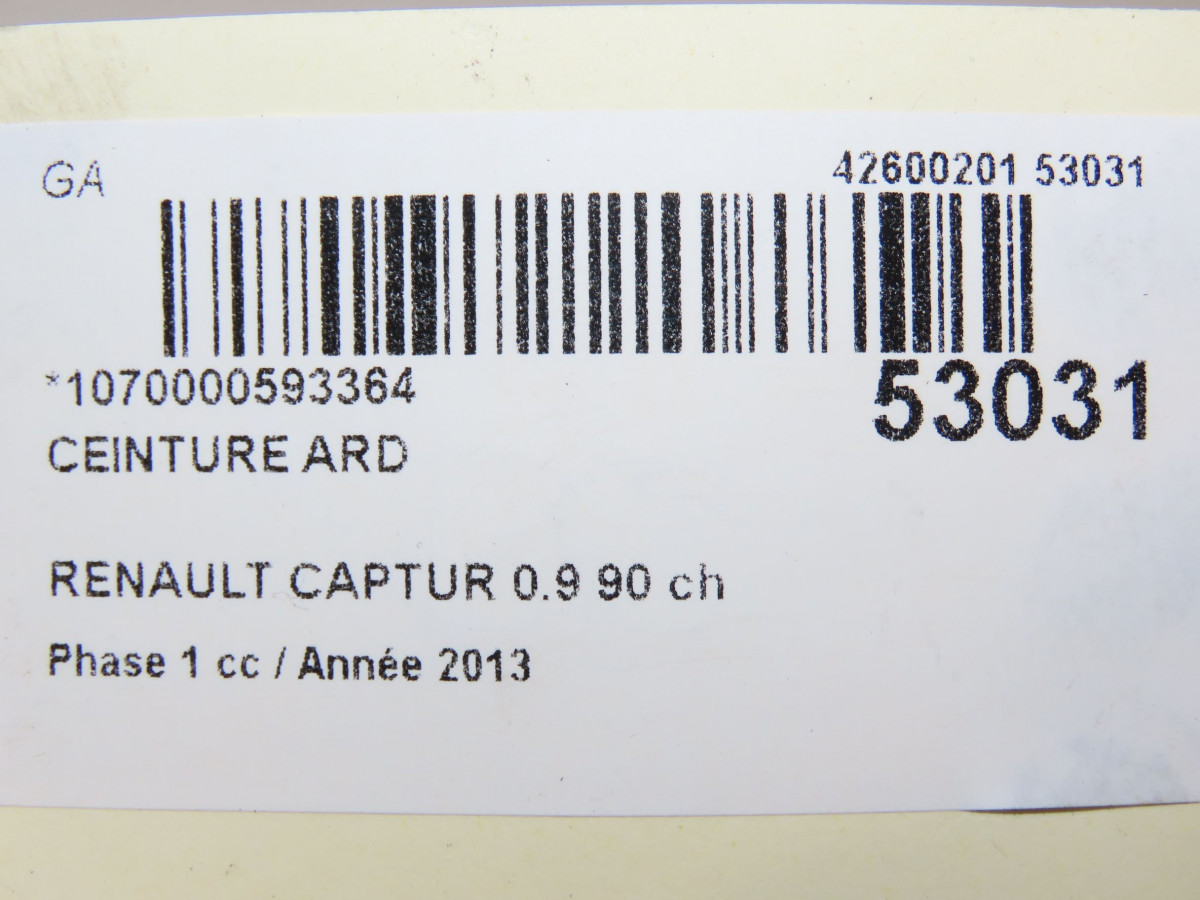 GA
42600201 53031
*1070000593364
53031
CEINTURE ARD
RENAULT CAPTUR 0.9 90 ch
Phase 1 cc / Année 2013